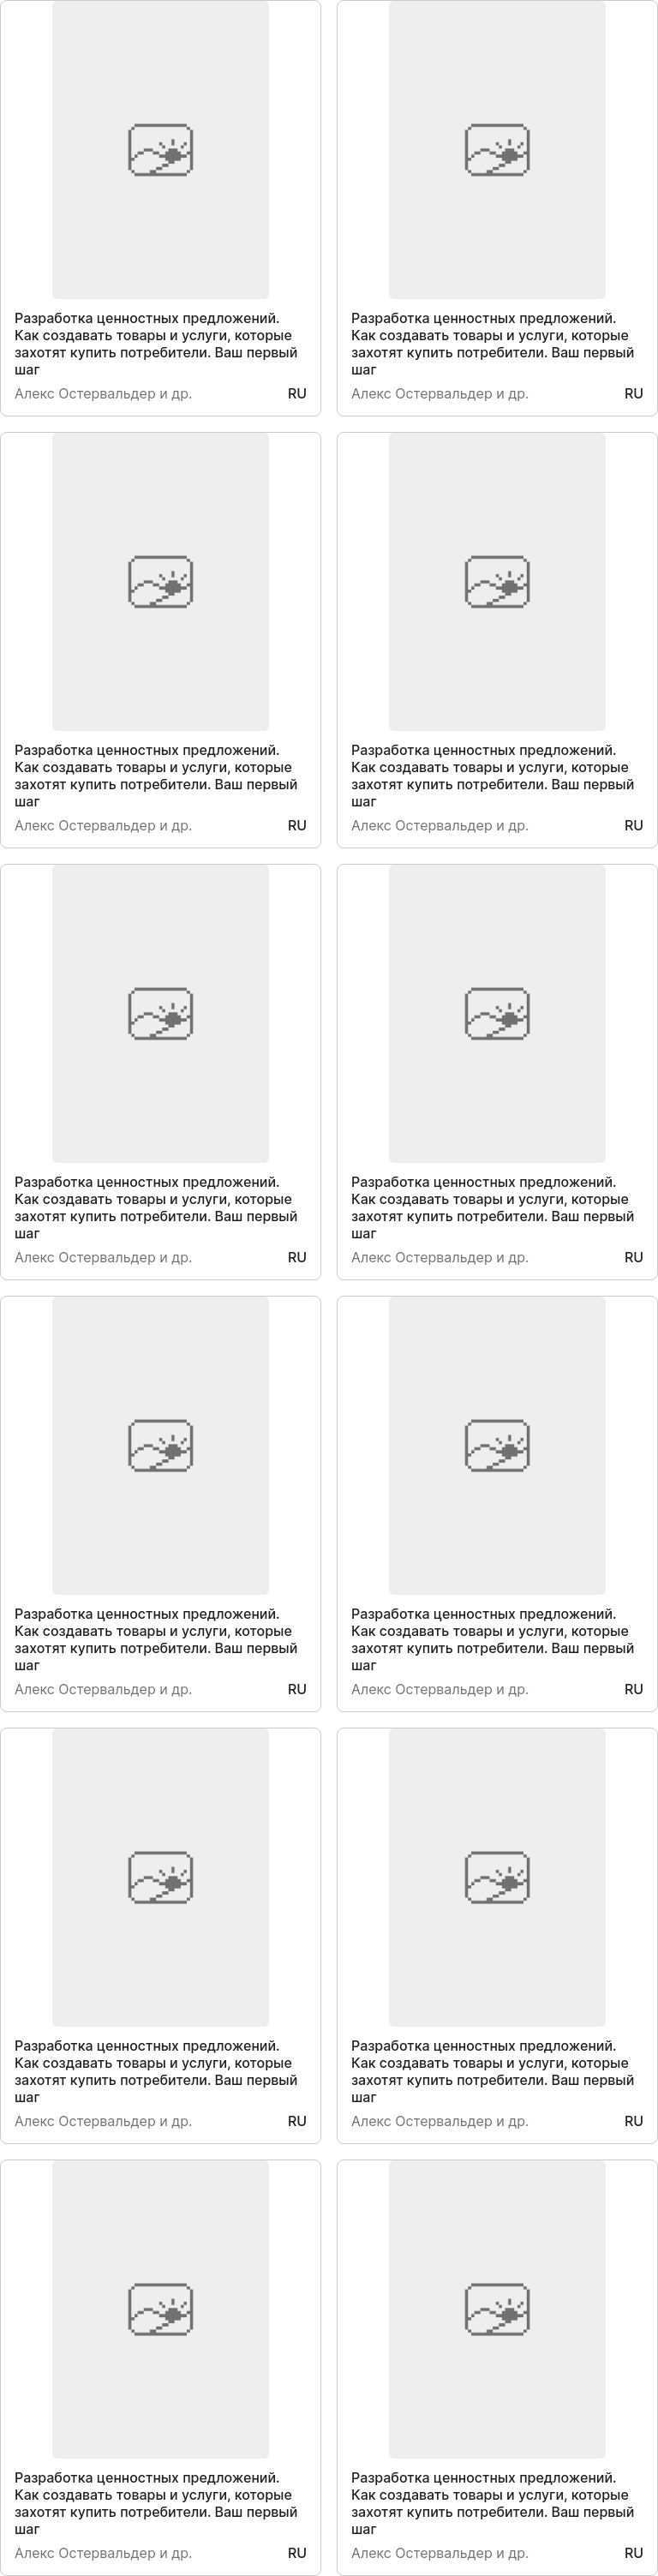 Разработка ценностных предложений.
Как создавать товары и услуги, которые
захотят купить потребители. Ваш первый
шаг
Алекс Остервальдер и др. RU
Разработка ценностных предложений.
Как создавать товары и услуги, которые
захотят купить потребители. Ваш первый
шаг
Алекс Остервальдер и др. RU
Разработка ценностных предложений.
Как создавать товары и услуги, которые
захотят купить потребители. Ваш первый
шаг
Алекс Остервальдер и др. RU
Разработка ценностных предложений.
Как создавать товары и услуги, которые
захотят купить потребители. Ваш первый
шаг
Алекс Остервальдер и др. RU
Разработка ценностных предложений.
Как создавать товары и услуги, которые
захотят купить потребители. Ваш первый
шаг
Алекс Остервальдер и др. RU
Разработка ценностных предложений.
Как создавать товары и услуги, которые
захотят купить потребители. Ваш первый
шаг
Алекс Остервальдер и др. RU
Разработка ценностных предложений.
Как создавать товары и услуги, которые
захотят купить потребители. Ваш первый
шаг
Алекс Остервальдер и др. RU
Разработка ценностных предложений.
Как создавать товары и услуги, которые
захотят купить потребители. Ваш первый
шаг
Алекс Остервальдер и др. RU
Разработка ценностных предложений.
Как создавать товары и услуги, которые
захотят купить потребители. Ваш первый
шаг
Алекс Остервальдер и др. RU
Разработка ценностных предложений.
Как создавать товары и услуги, которые
захотят купить потребители. Ваш первый
шаг
Алекс Остервальдер и др. RU
Разработка ценностных предложений.
Как создавать товары и услуги, которые
захотят купить потребители. Ваш первый
шаг
Алекс Остервальдер и др. RU
Разработка ценностных предложений.
Как создавать товары и услуги, которые
захотят купить потребители. Ваш первый
шаг
Алекс Остервальдер и др. RU